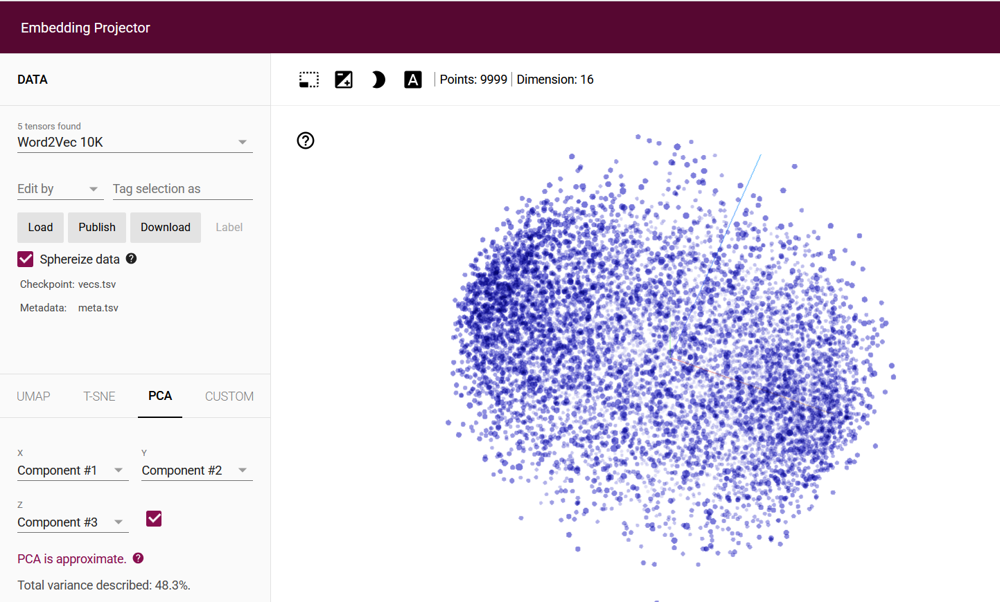 Embedding Projector
DATA
A
Points: 9999
Dimension: 16
5 tensors found
Word2Vec 10K
Edit by
Tag selection as
Load
Publish
Download
Label
Sphereize data
Checkpoint: vecs.tsv
Metadata: meta.tsv
UMAP
T-SNE
PCA
CUSTOM
X
Y
Component #1
Component #2
Z
Component #3
PCA is approximate.
Total variance described: 48.3%.